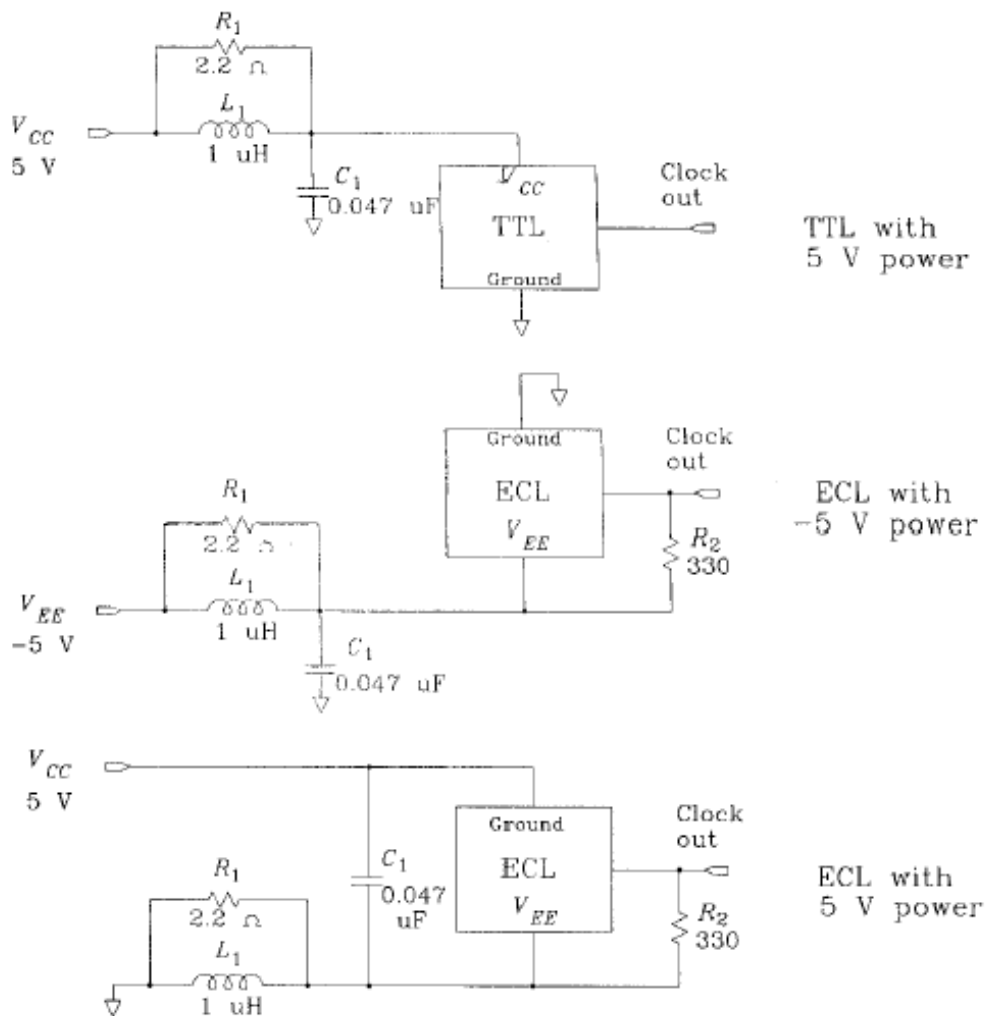 R1
2.2 Ω
L1
1 uH
VCC
5 V
C1
0.047 uF
VCC
TTL
Ground
Clock
out
TTL with
5 V power
Ground
ECL
VEE
Clock
out
R2
330
ECL with
-5 V power
R1
2.2 Ω
L1
1 uH
VEE
-5 V
C1
0.047 uF
VCC
5 V
C1
0.047
uF
Ground
ECL
VEE
Clock
out
R2
330
ECL with
5 V power
R1
2.2 Ω
L1
1 uH